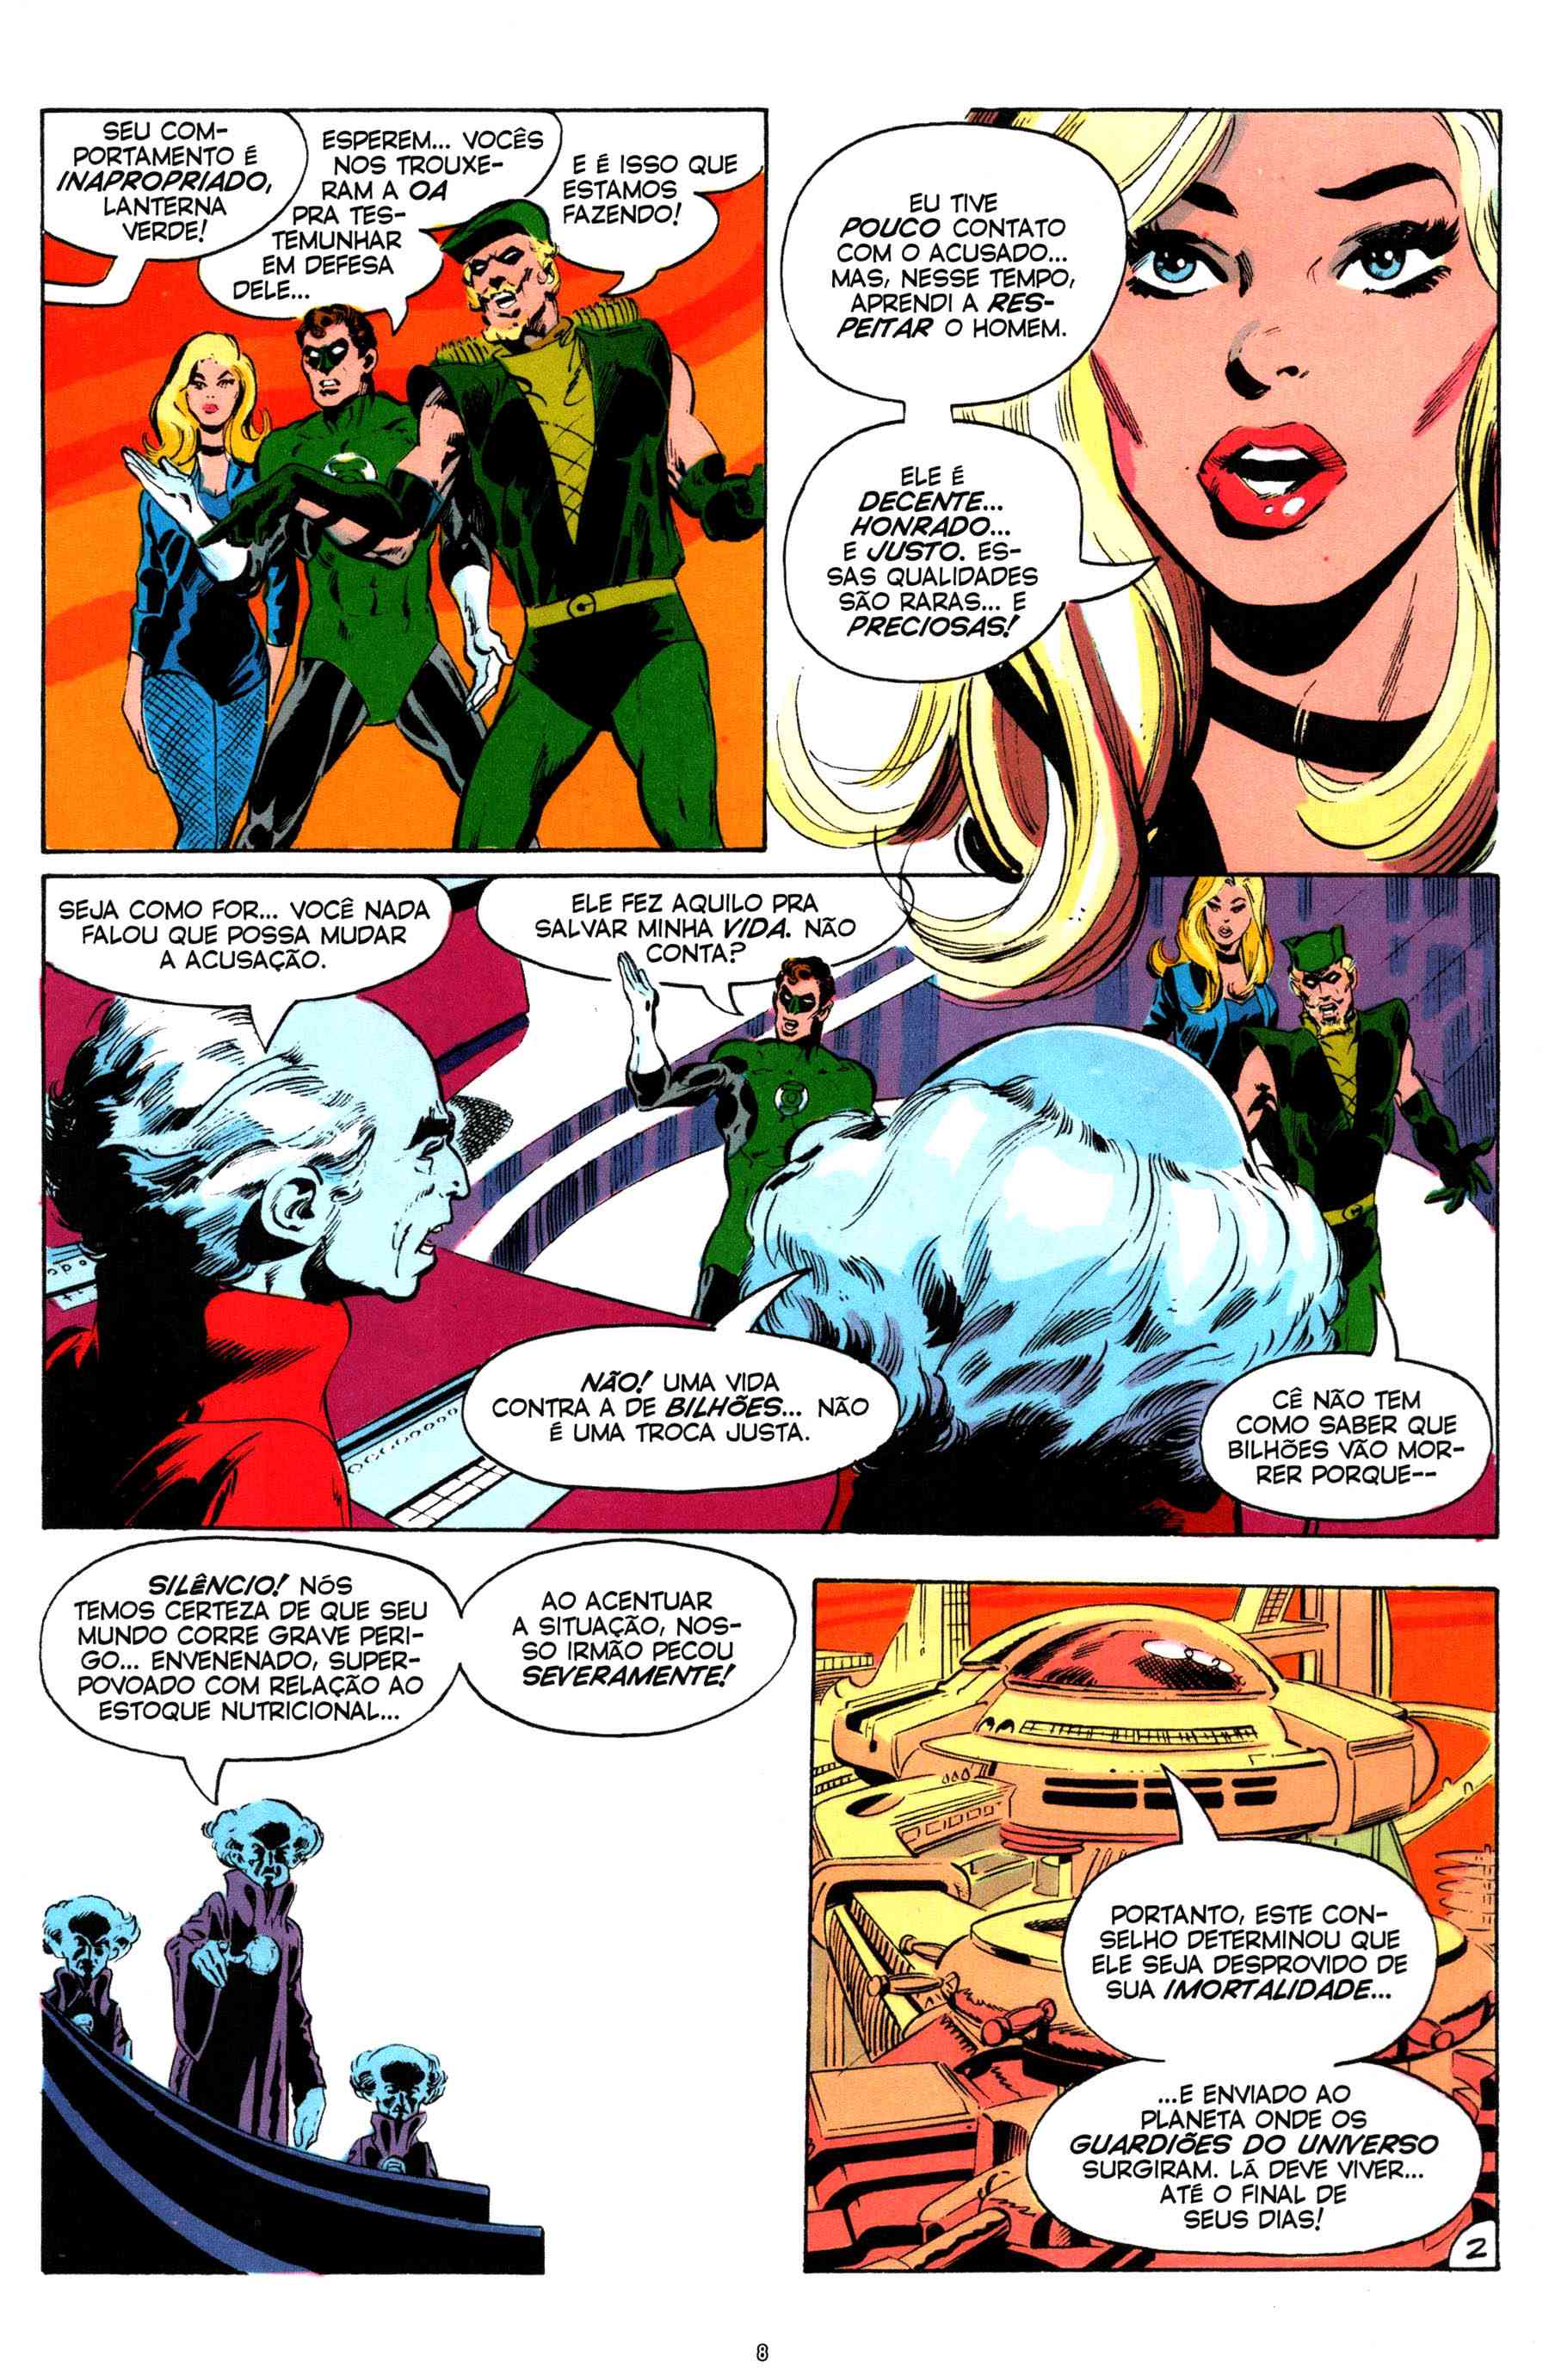 SEU COM-
PORTAMENTO É
INAPROPRIADO,
LANTERNA
VERDE!
ESPEREM... VOCÊS
NOS TROUXE-
RAM A OA
PRA TES-
TEMUNHAR
EM DEFESA
DELE...
E É ISSO QUE
ESTAMOS
FAZENDO!
EU TIVE
POUCO CONTATO
COM O ACUSADO...
MAS, NESSE TEMPO,
APRENDI A RES-
PEITAR O HOMEM.
ELE É
DECENTE...
HONRADO...
E JUSTO. ES-
SAS QUALIDADES
SÃO RARAS... E
PRECIOSAS!
SEJA COMO FOR... VOCÊ NADA
FALOU QUE POSSA MUDAR
A ACUSAÇÃO.
ELE FEZ AQUILO PRA
SALVAR MINHA VIDA. NÃO
CONTA?
NÃO! UMA VIDA
CONTRA A DE BILHÕES... NÃO
É UMA TROCA JUSTA.
CÊ NÃO TEM
COMO SABER QUE
BILHÕES VÃO MOR-
RER PORQUE--
SILÊNCIO! NÓS
TEMOS CERTEZA DE QUE SEU
MUNDO CORRE GRAVE PERI-
GO... ENVENENADO, SUPER-
POVOADO COM RELAÇÃO AO
ESTOQUE NUTRICIONAL...
AO ACENTUAR
A SITUAÇÃO, NOS-
SO IRMÃO PECOU
SEVERAMENTE!
PORTANTO, ESTE CON-
SELHO DETERMINOU QUE
ELE SEJA DESPROVIDO DE
SUA IMORTALIDADE...
...E ENVIADO AO
PLANETA ONDE OS
GUARDIÕES DO UNIVERSO
SURGIRAM. LÁ DEVE VIVER...
ATÉ O FINAL DE
SEUS DIAS!
2
8